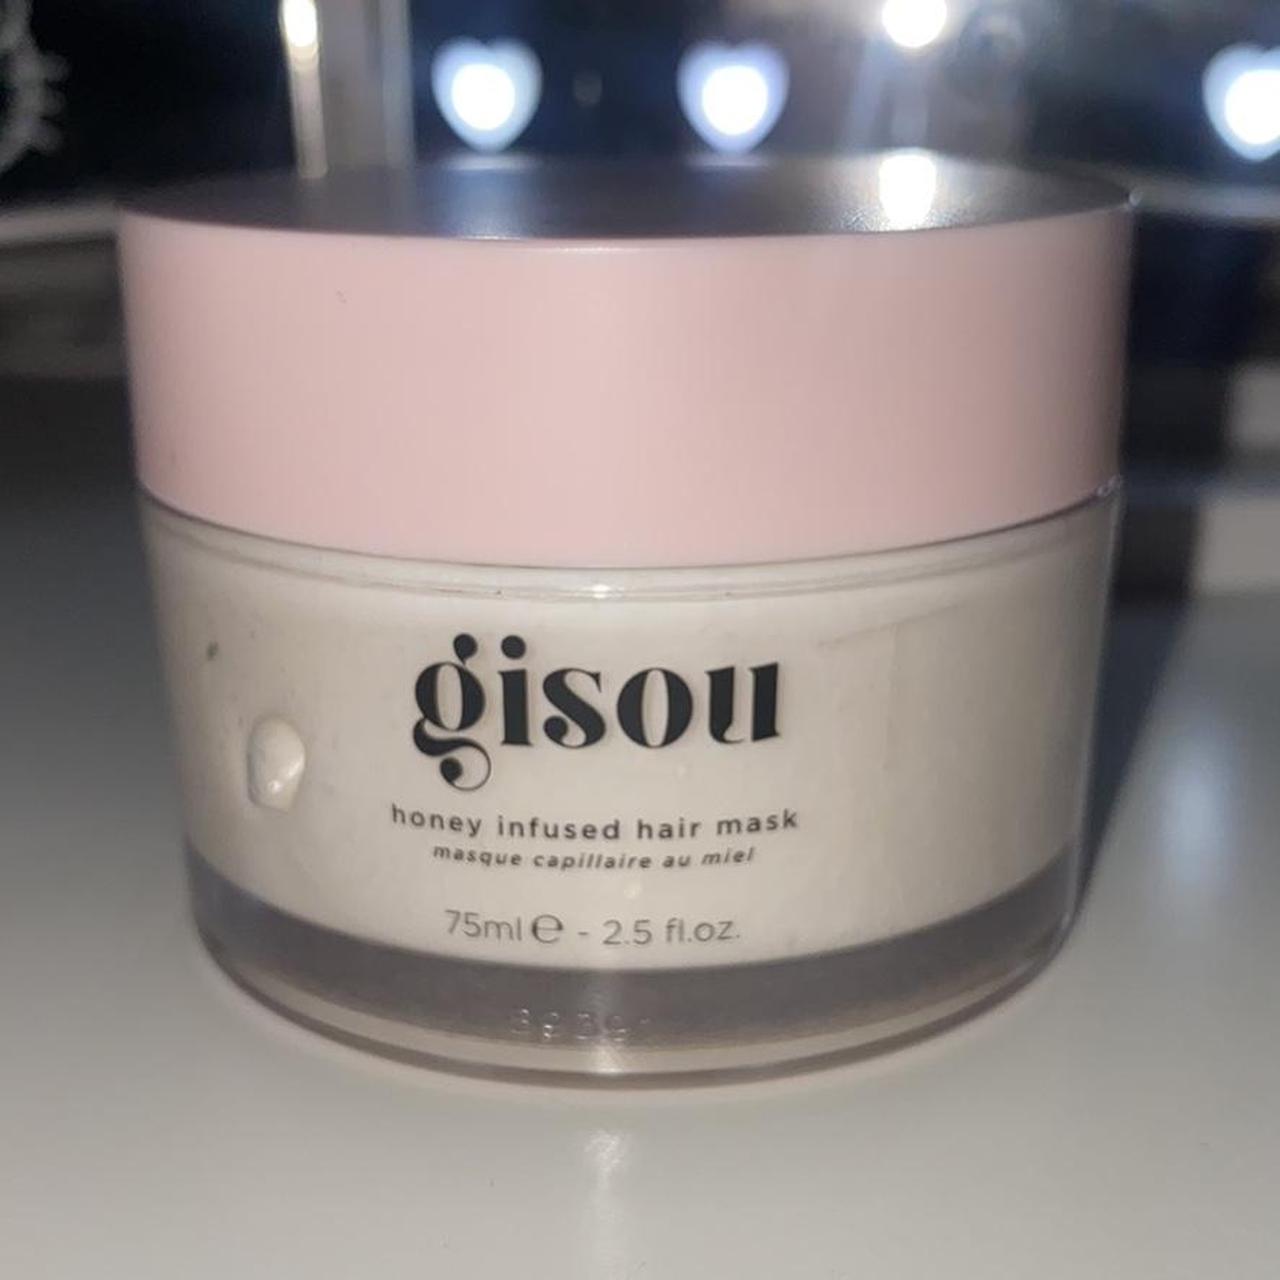 gisou
honey infused hair mask
masque capillaire au miel
75ml ℮ - 2.5 fl.oz.